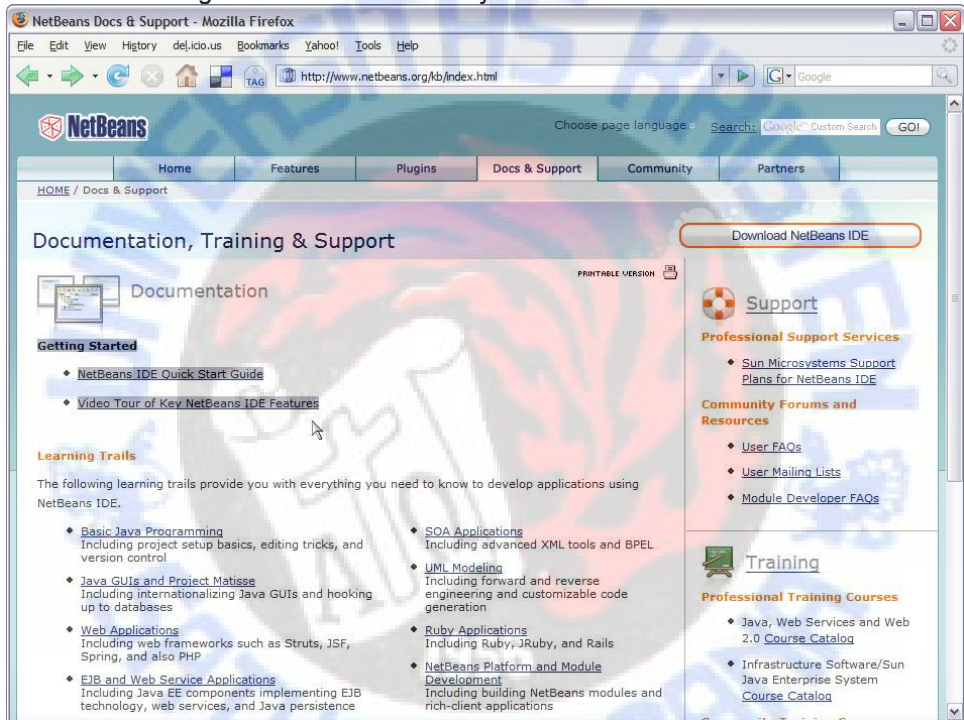 NetBeans Docs & Support - Mozilla Firefox
File Edit View History del.icio.us Bookmarks Yahoo! Tools Help
TAG http://www.netbeans.org/kb/index.html Google
NetBeans Choose page language Search: Google™ Custom Search GO!
Home Features Plugins Docs & Support Community Partners
HOME / Docs & Support
Documentation, Training & Support
Download NetBeans IDE
PRINTABLE VERSION
Documentation
Getting Started
NetBeans IDE Quick Start Guide
Video Tour of Key NetBeans IDE Features
Learning Trails
The following learning trails provide you with everything you need to know to develop applications using
NetBeans IDE.
Basic Java Programming
Including project setup basics, editing tricks, and
version control
Java GUIs and Project Matisse
Including internationalizing Java GUIs and hooking
up to databases
Web Applications
Including web frameworks such as Struts, JSF,
Spring, and also PHP
EJB and Web Service Applications
Including Java EE components implementing EJB
technology, web services, and Java persistence
SOA Applications
Including advanced XML tools and BPEL
UML Modeling
Including forward and reverse
engineering and customizable code
generation
Ruby Applications
Including Ruby, JRuby, and Rails
NetBeans Platform and Module
Development
Including building NetBeans modules and
rich-client applications
Support
Professional Support Services
Sun Microsystems Support
Plans for NetBeans IDE
Community Forums and
Resources
User FAQs
User Mailing Lists
Module Developer FAQs
Training
Professional Training Courses
Java, Web Services and Web
2.0 Course Catalog
Infrastructure Software/Sun
Java Enterprise System
Course Catalog
UNIVERSITAS KRISTEN